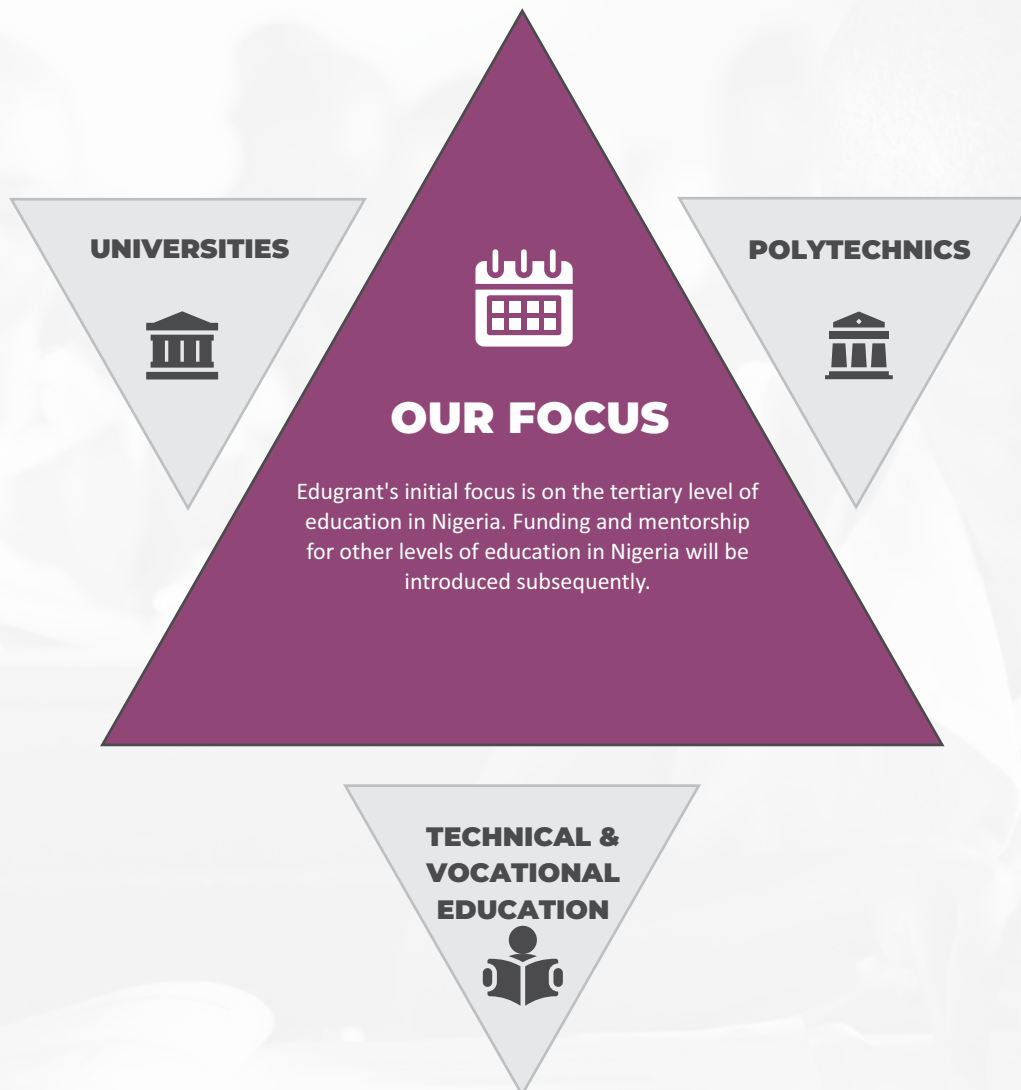 UNIVERSITIES
POLYTECHNICS
OUR FOCUS
Edugrant's initial focus is on the tertiary level of
education in Nigeria. Funding and mentorship
for other levels of education in Nigeria will be
introduced subsequently.
TECHNICAL &
VOCATIONAL
EDUCATION